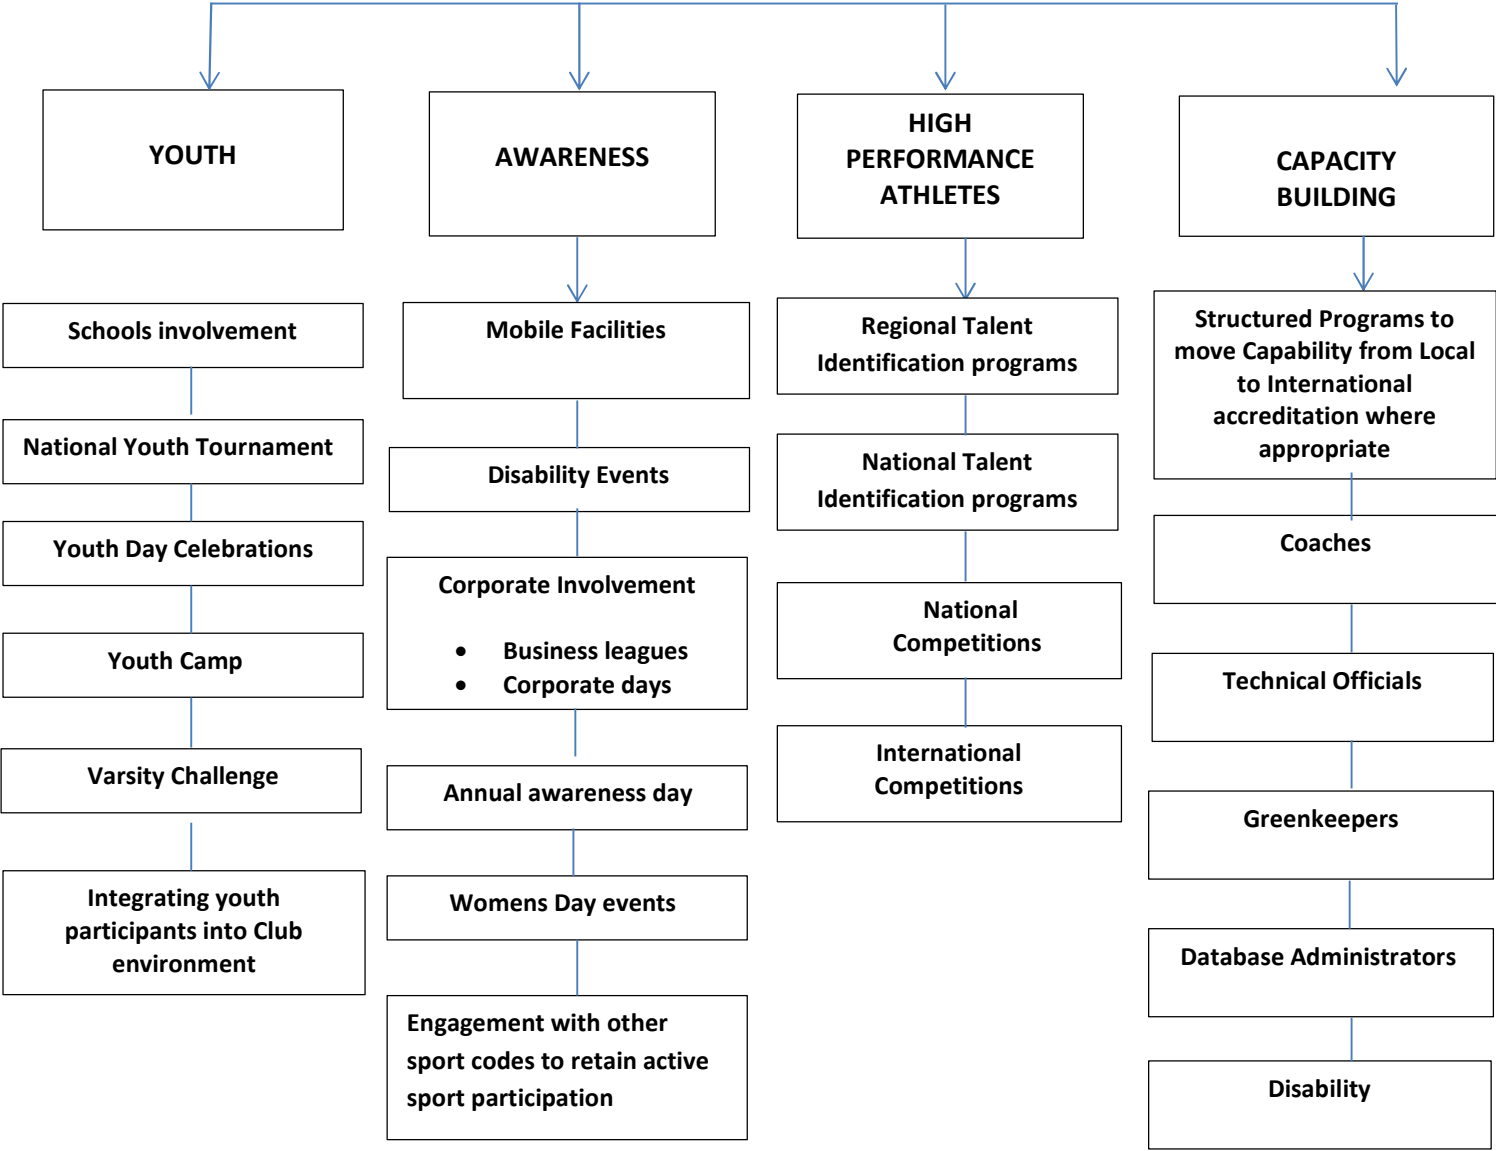 YOUTH
Schools involvement
National Youth Tournament
Youth Day Celebrations
Youth Camp
Varsity Challenge
Integrating youth
participants into Club
environment
AWARENESS
Mobile Facilities
Disability Events
Corporate Involvement
• Business leagues
• Corporate days
Annual awareness day
Womens Day events
Engagement with other
sport codes to retain active
sport participation
HIGH
PERFORMANCE
ATHLETES
Regional Talent
Identification programs
National Talent
Identification programs
National
Competitions
International
Competitions
CAPACITY
BUILDING
Structured Programs to
move Capability from Local
to International
accreditation where
appropriate
Coaches
Technical Officials
Greenkeepers
Database Administrators
Disability